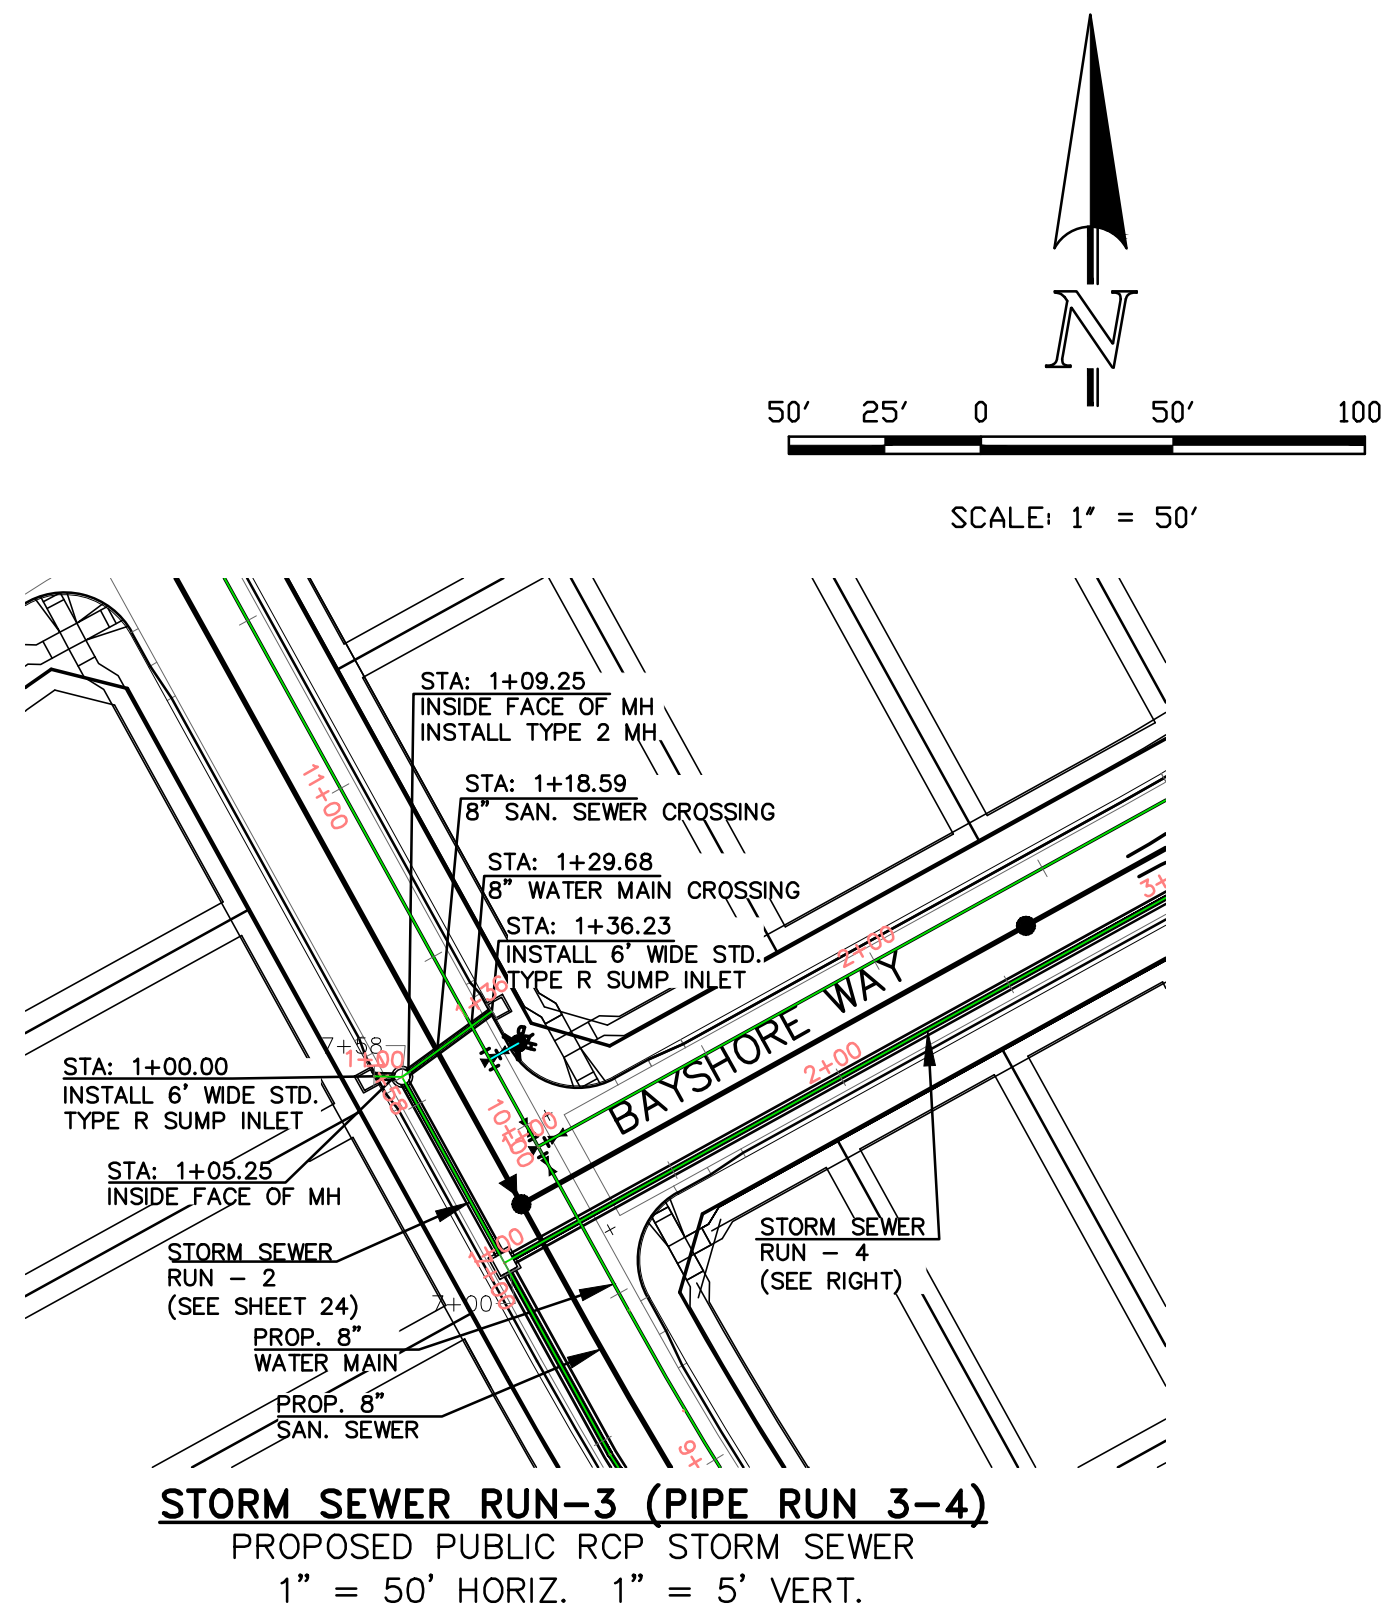 N
50' 25' 0 50' 100
SCALE: 1" = 50'
STA: 1+09.25
INSIDE FACE OF MH
INSTALL TYPE 2 MH
STA: 1+18.59
8" SAN. SEWER CROSSING
11+00
STA: 1+29.68
8" WATER MAIN CROSSING
STA: 1+36.23
INSTALL 6' WIDE STD.
TYPE R SUMP INLET
3+
2+00
BAYSHORE WAY
1+36
7+58
1+00
STA: 1+00.00
INSTALL 6' WIDE STD.
TYPE R SUMP INLET
2+00
10+00
STA: 1+05.25
INSIDE FACE OF MH
STORM SEWER
RUN - 2
(SEE SHEET 24)
1+00
7+00
STORM SEWER
RUN - 4
(SEE RIGHT)
PROP. 8"
WATER MAIN
PROP. 8"
SAN. SEWER
9+
STORM SEWER RUN-3 (PIPE RUN 3-4)
PROPOSED PUBLIC RCP STORM SEWER
1" = 50' HORIZ. 1" = 5' VERT.